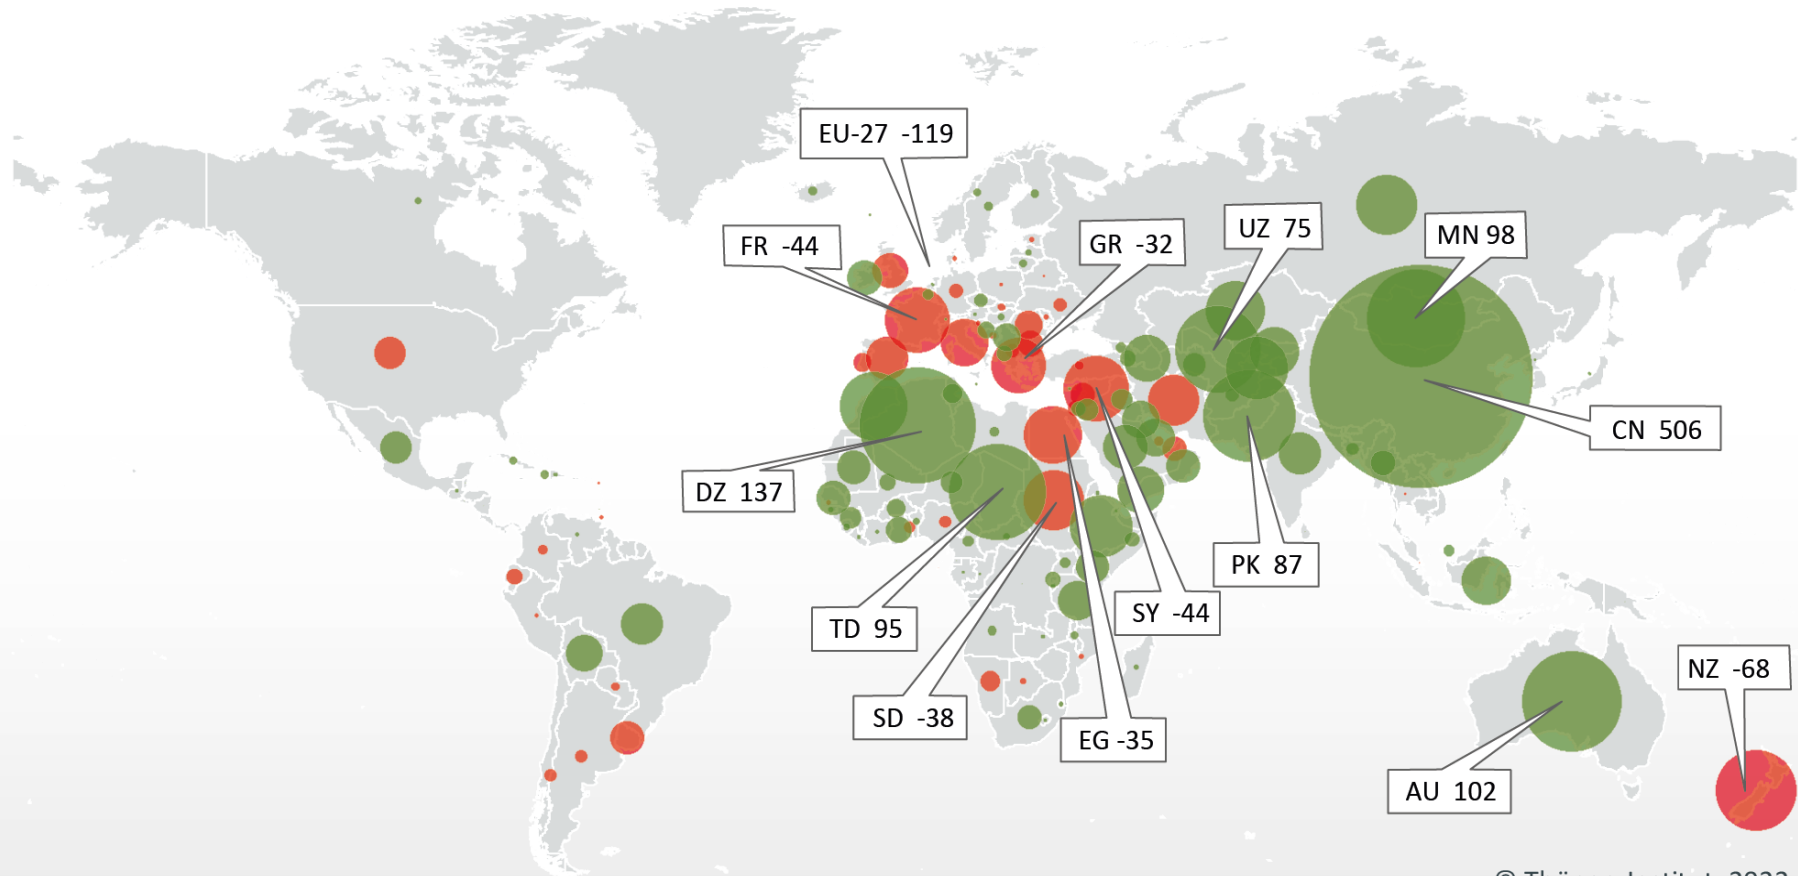 EU-27 -119
FR -44
GR -32
UZ 75
MN 98
CN 506
DZ 137
PK 87
TD 95
SY -44
SD -38
EG -35
NZ -68
AU 102